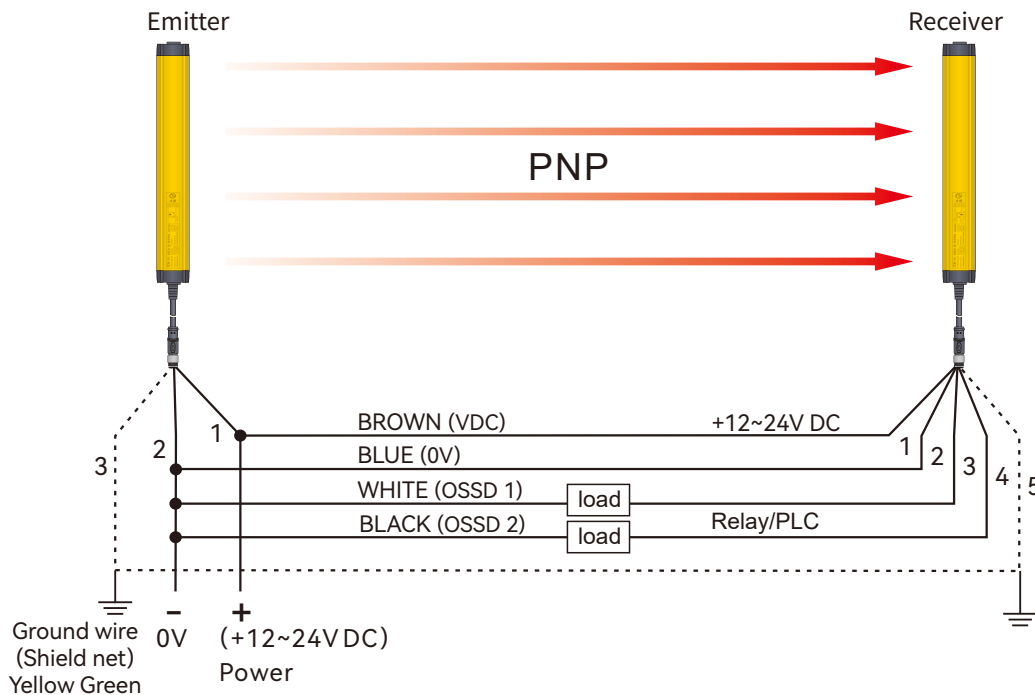 Emitter
Receiver
PNP
1
BROWN (VDC)
+12~24V DC
1
2
BLUE (0V)
2
3
3
WHITE (OSSD 1)
load
4
5
BLACK (OSSD 2)
load
Relay/PLC
Ground wire
(Shield net)
Yellow Green
-
0V
+
(+12~24V DC)
Power